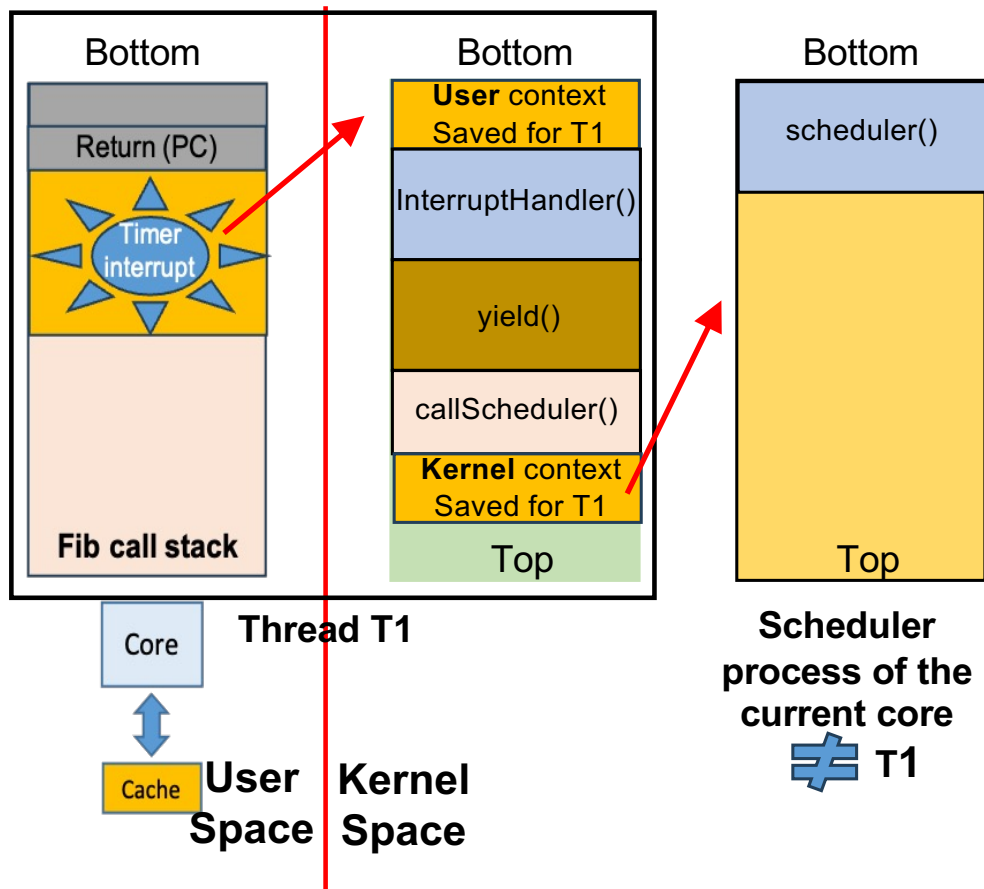 Bottom
Return (PC)
Timer
interrupt
Fib call stack
Bottom
User context
Saved for T1
InterruptHandler()
yield()
callScheduler()
Kernel context
Saved for T1
Top
Bottom
scheduler()
Top
Core
Thread T1
Cache
User
Space
Kernel
Space
Scheduler
process of the
current core
≠ T1